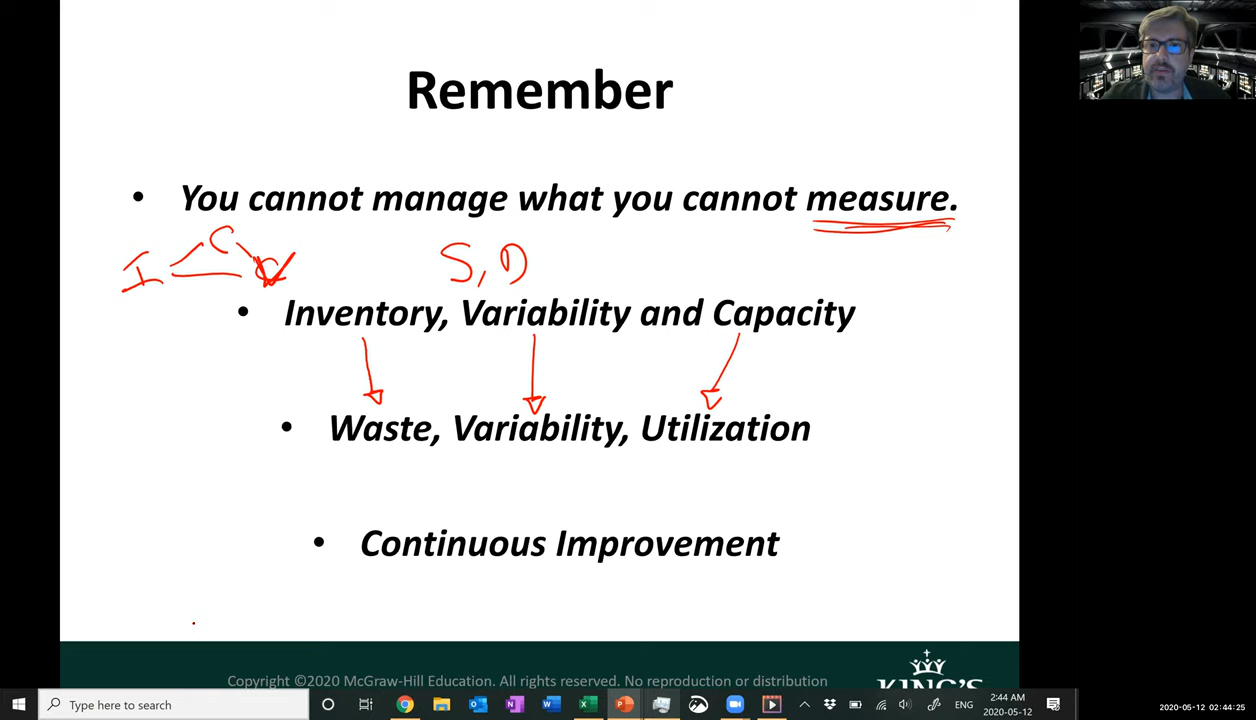 Remember
• You cannot manage what you cannot measure.
I C V
S, D
• Inventory, Variability and Capacity
• Waste, Variability, Utilization
• Continuous Improvement
Copyright ©2020 McGraw-Hill Education. All rights reserved. No reproduction or distribution
KING'S
Type here to search
ENG
2:44 AM
2020-05-12
2020-05-12 02:44:25